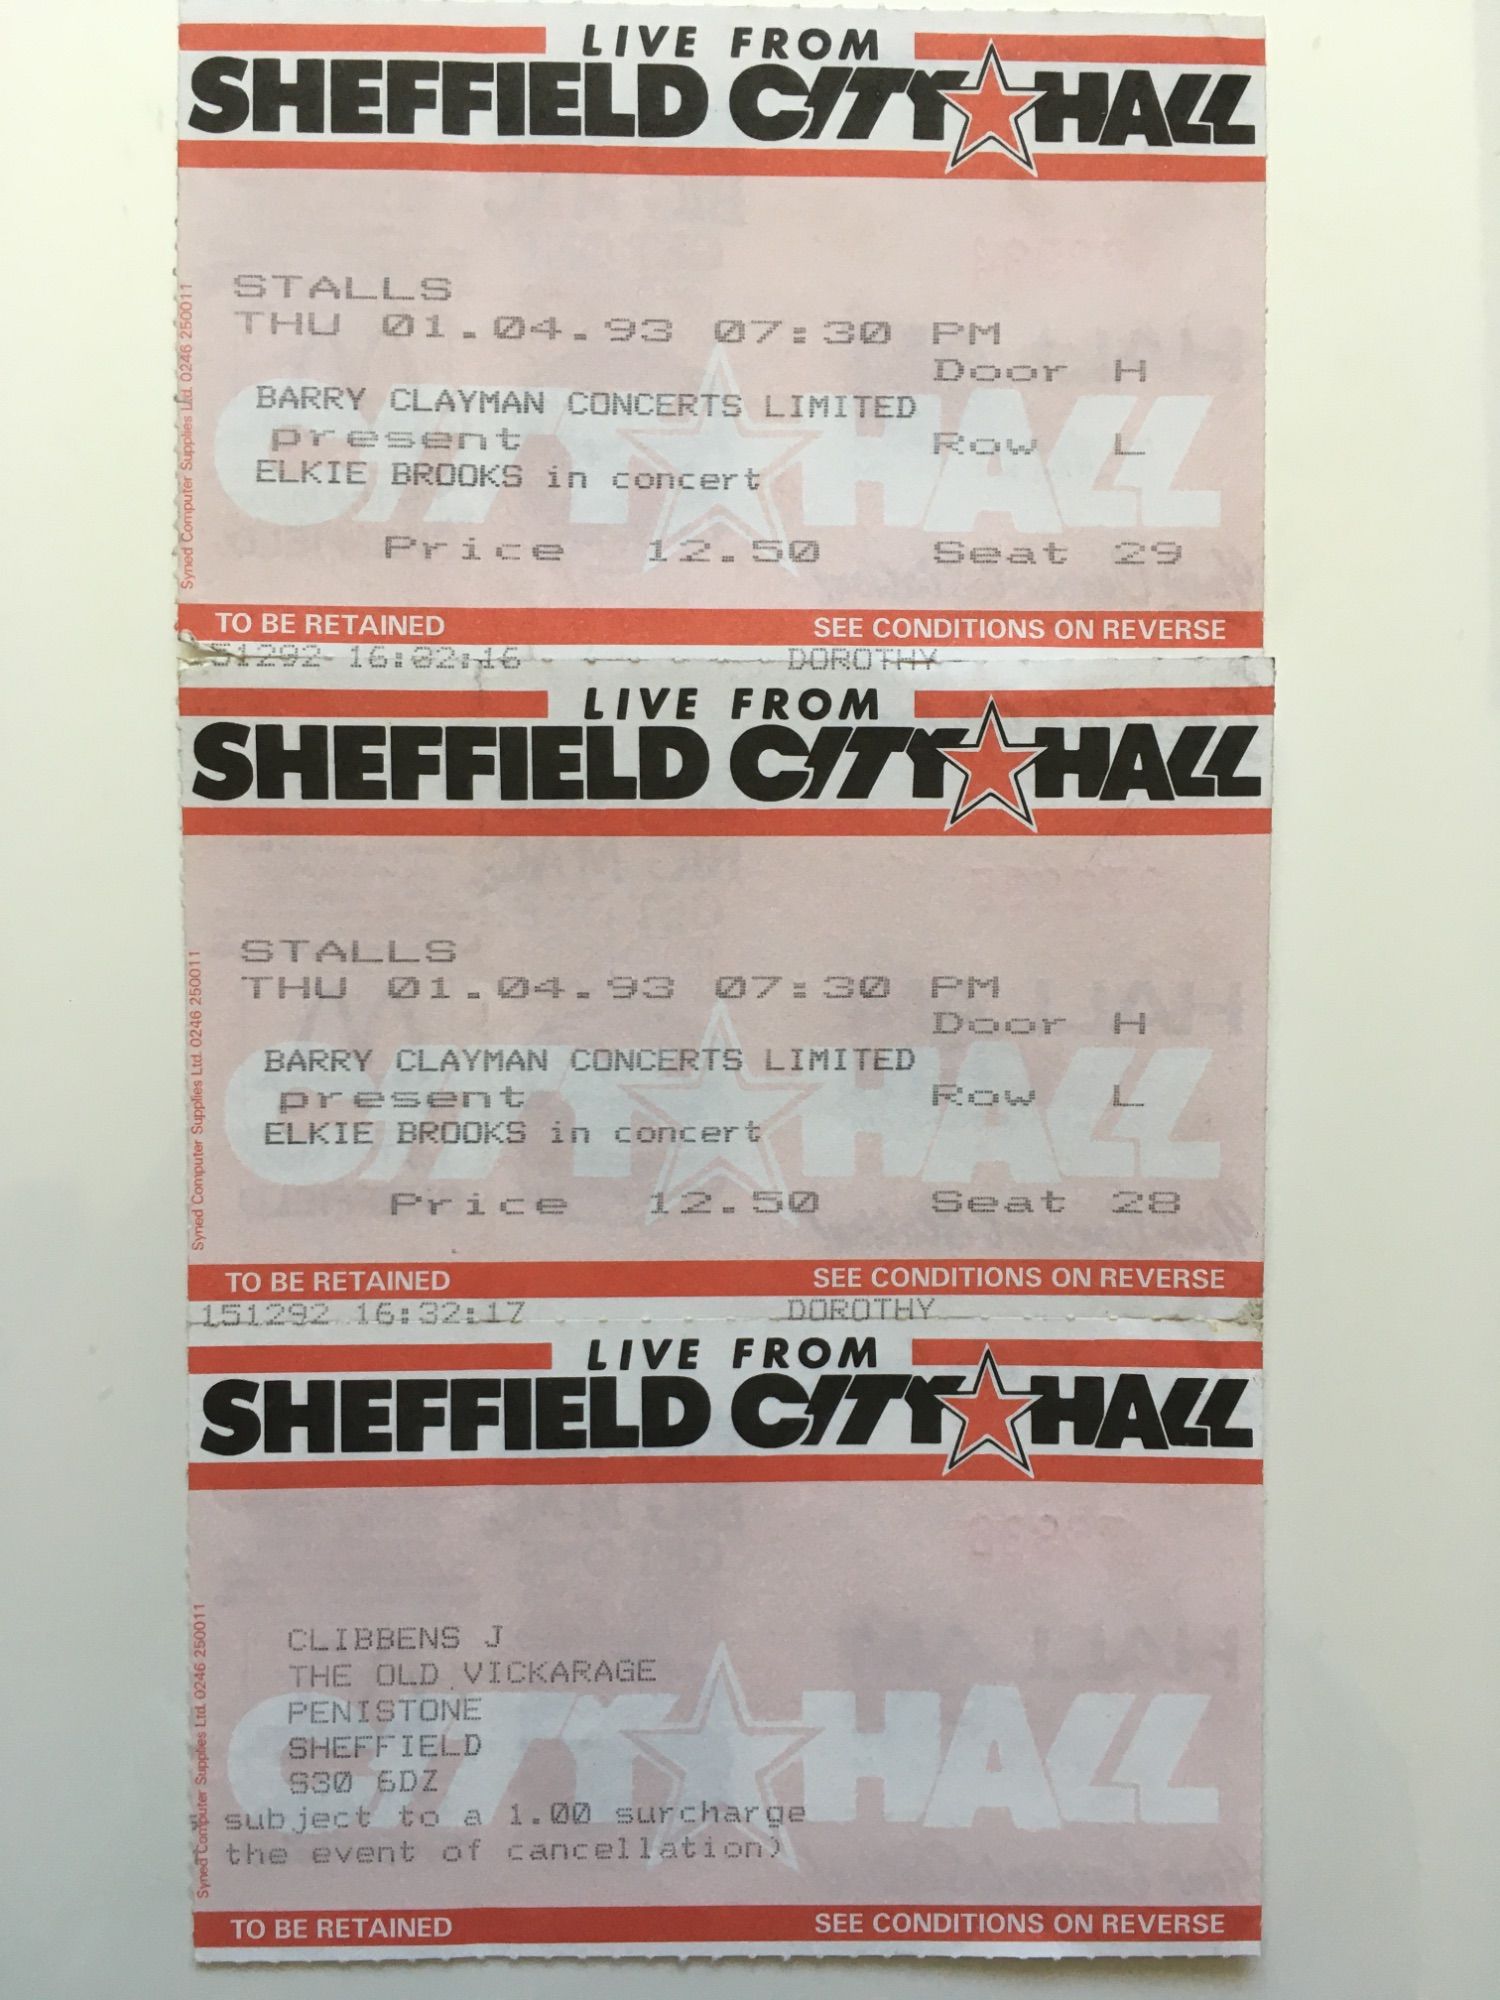 LIVE FROM
SHEFFIELD CITY HALL
STALLS
THU 01.04.93 07:30 PM
Door H
BARRY CLAYMAN CONCERTS LIMITED
present Row L
ELKIE BROOKS in concert
Price 12.50 Seat 29
Syned Computer Supplies Ltd. 0246 250011
TO BE RETAINED SEE CONDITIONS ON REVERSE
151292 16:32:16 DOROTHY
LIVE FROM
SHEFFIELD CITY HALL
STALLS
THU 01.04.93 07:30 PM
Door H
BARRY CLAYMAN CONCERTS LIMITED
present Row L
ELKIE BROOKS in concert
Price 12.50 Seat 28
Syned Computer Supplies Ltd. 0246 250011
TO BE RETAINED SEE CONDITIONS ON REVERSE
151292 16:32:17 DOROTHY
LIVE FROM
SHEFFIELD CITY HALL
CLIBBENS J
THE OLD VICKARAGE
PENISTONE
SHEFFIELD
S30 6DZ
subject to a 1.00 surcharge
the event of cancellation)
CITY HALL
Syned Computer Supplies Ltd. 0246 250011
TO BE RETAINED SEE CONDITIONS ON REVERSE